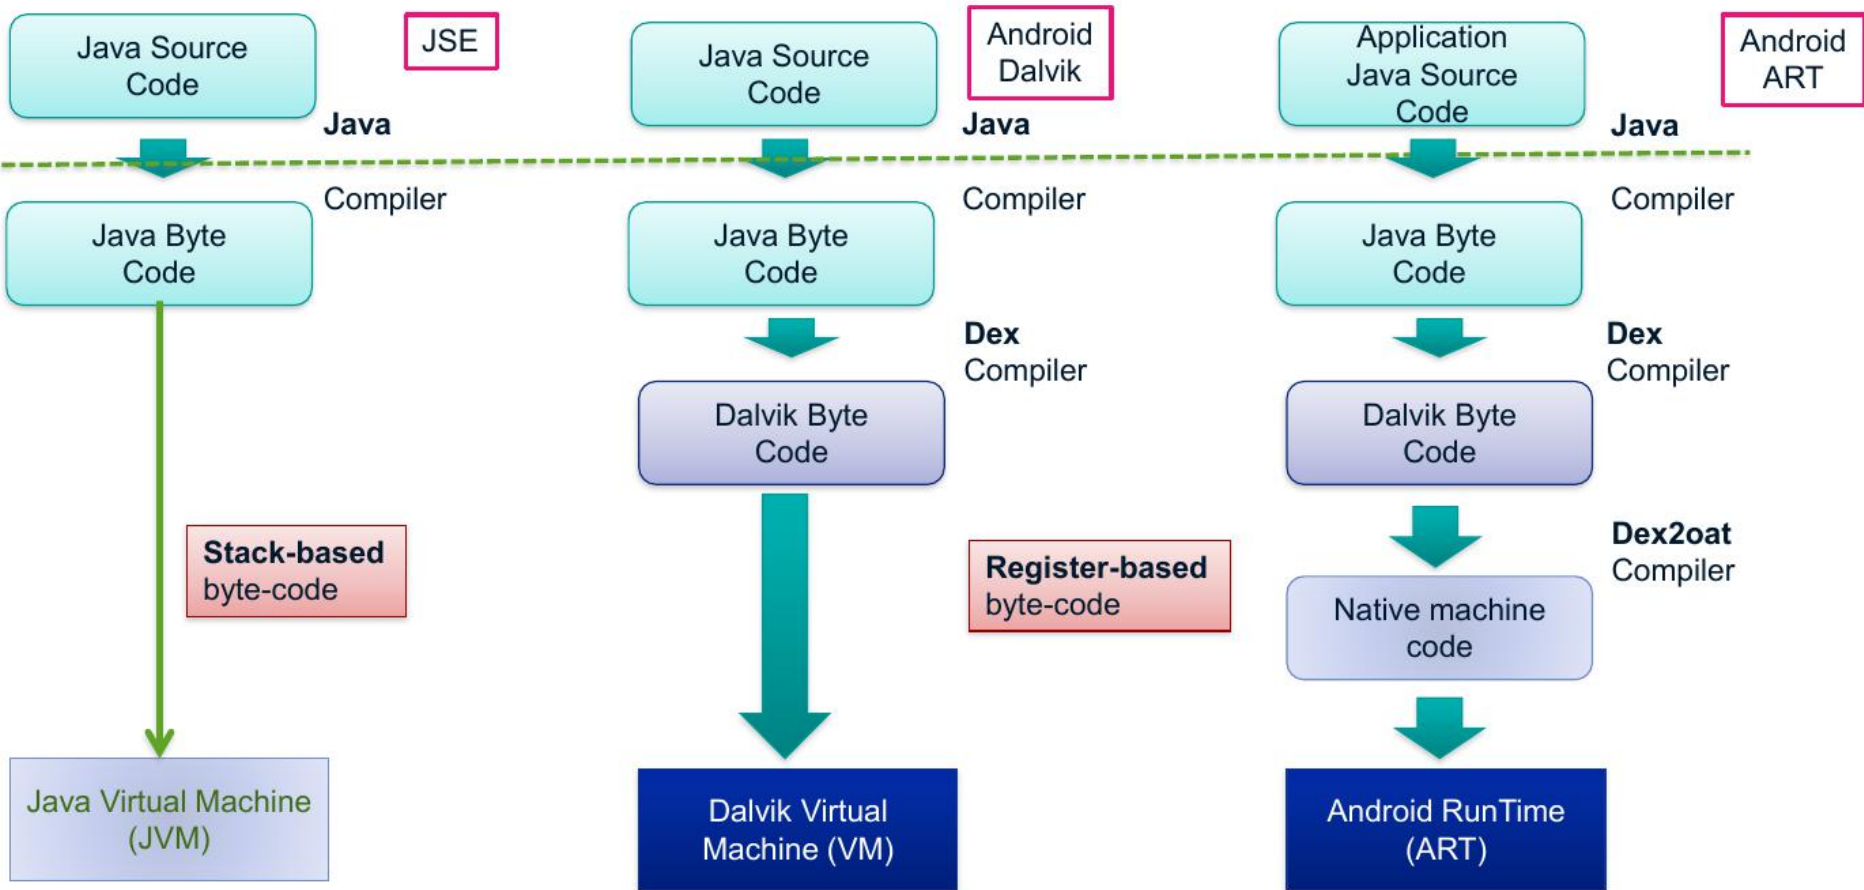 Java Source
Code
JSE
Java
Compiler
Java Byte
Code
Stack-based
byte-code
Java Virtual Machine
(JVM)
Java Source
Code
Android
Dalvik
Java
Compiler
Java Byte
Code
Dex
Compiler
Dalvik Byte
Code
Register-based
byte-code
Dalvik Virtual
Machine (VM)
Application
Java Source
Code
Android
ART
Java
Compiler
Java Byte
Code
Dex
Compiler
Dalvik Byte
Code
Dex2oat
Compiler
Native machine
code
Android RunTime
(ART)